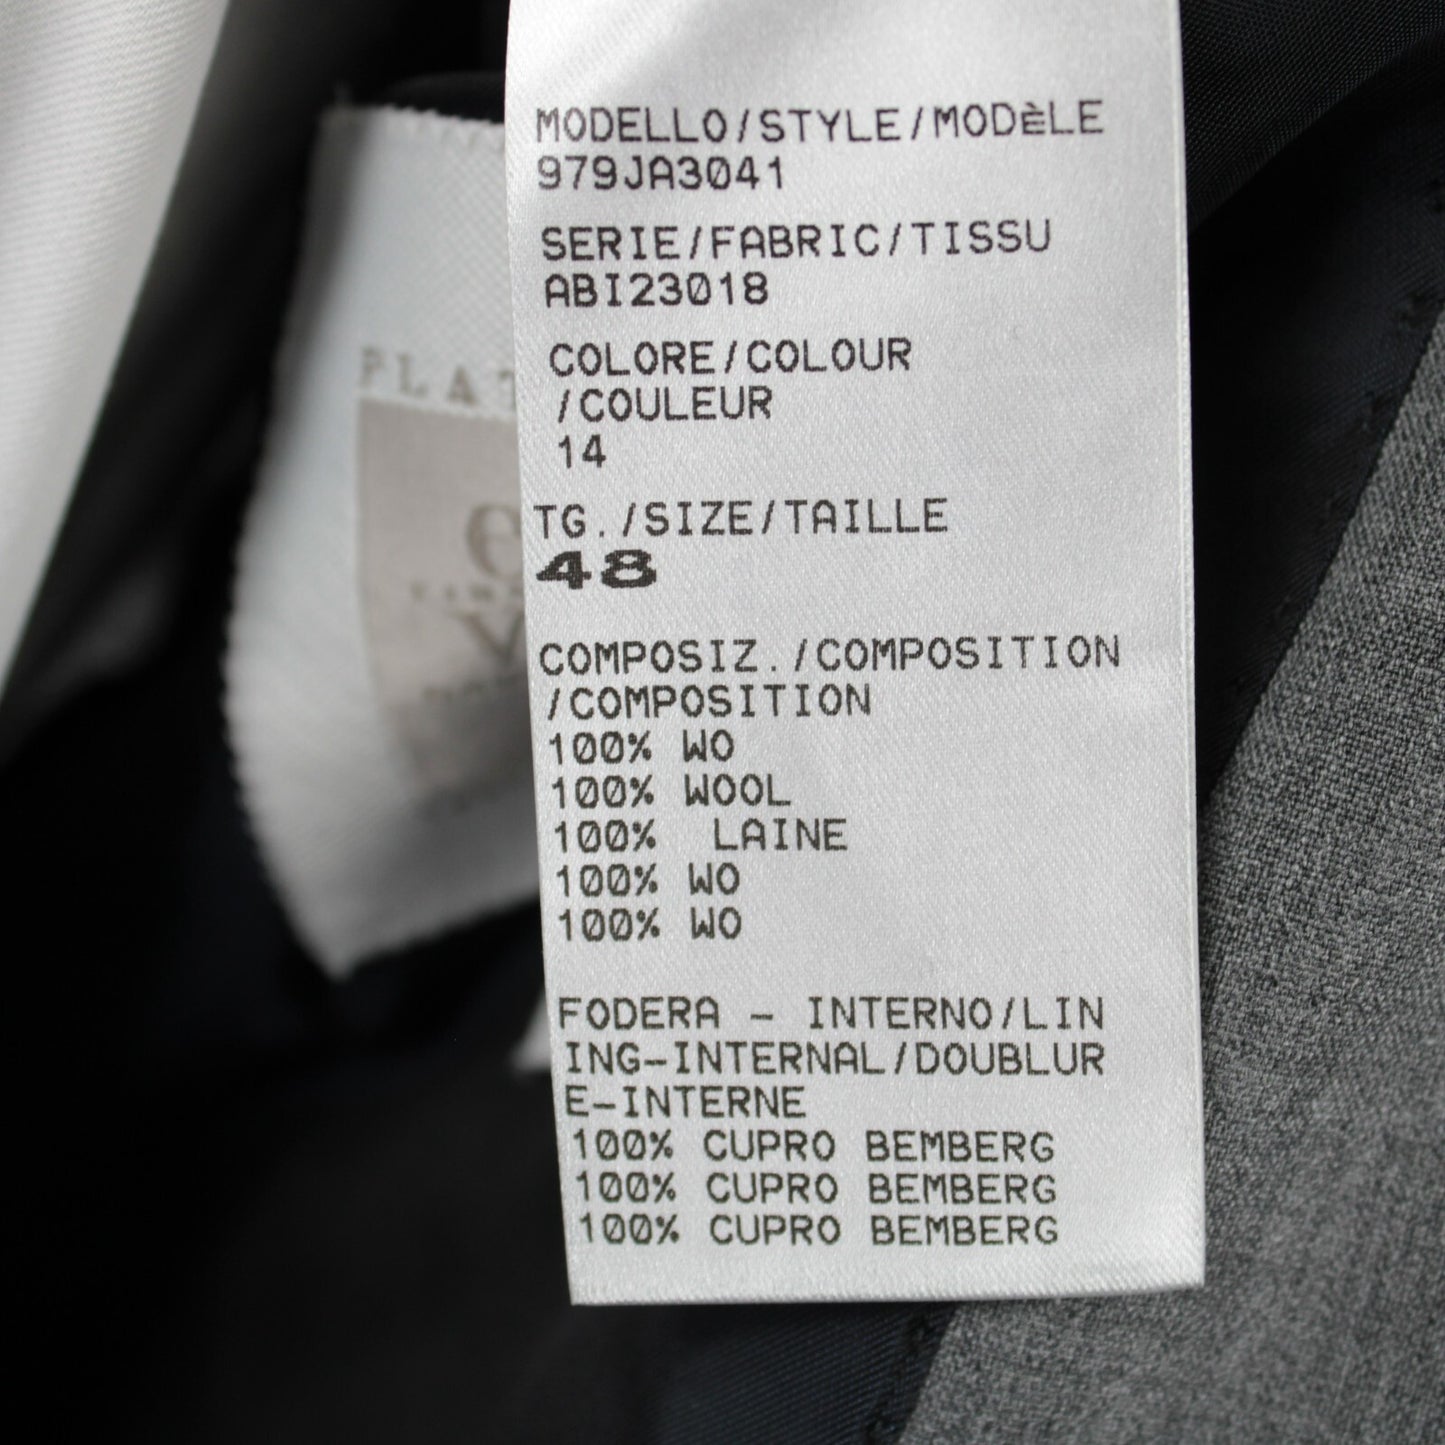 MODELLO/STYLE/MODèLE
979JA3041
SERIE/FABRIC/TISSU
ABI23018
COLORE/COLOUR
/COULEUR
14
TG./SIZE/TAILLE
48
COMPOSIZ./COMPOSITION
/COMPOSITION
100% WO
100% WOOL
100% LAINE
100% WO
100% WO
FODERA - INTERNO/LIN
ING-INTERNAL/DOUBLUR
E-INTERNE
100% CUPRO BEMBERG
100% CUPRO BEMBERG
100% CUPRO BEMBERG